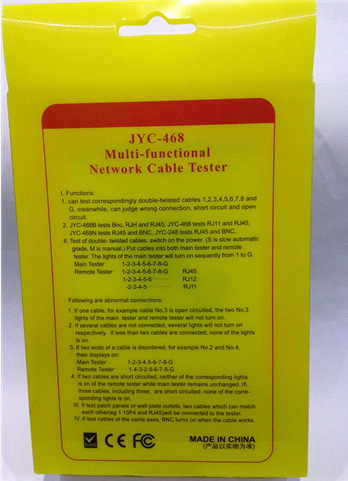 JYC-468
Multi-functional
Network Cable Tester
I. Functions:
1. can test correspondingly double-twisted cables 1,2,3,4,5,6,7,8 and
G, meanwhile, can judge wrong connection, short circuit and open
circuit.
2. JYC-468B tests Bnc, RJH and RJ45; JYC-468 tests RJ11 and RJ45,
JYC-468N tests RJ45 and BNC, JYC-248 tests RJ45 and BNC.
II. Test of double- twisted cables: switch on the power. (S is slow automatic
grade, M is manual.) Put cables into both main tester and remote
tester. The lights of the main tester will turn on sequently from 1 to G.
Main Tester 1-2-3-4-5-6-7-8-G
Remote Tester 1-2-3-4-5-6-7-8-G RJ45
1-2-3-4-5-6 ········ RJ12
-2-3-4-5- ········ RJ11
Following are abnormal connections:
1. If one cable, for example cable No.3 is open circuited, the two No.3
lights of the main tester and remote tester will not turn on.
2. If several cables are not connected, several lights will not turn on
respectively. If less than two cables are connected, none of the lights
is on.
3. If two ends of a cable is disordered, for example No.2 and No.4,
then displays on:
Main Tester 1-2-3-4-5-6-7-8-G
Remote Tester 1-4-3-2-5-6-7-8-G
4. If two cables are short circuited, neither of the corresponding lights
is on of the remote tester while main tester remains unchanged. If\
three cables, including three, are short circuited. none of the corre-
sponding lights is on.
III. If test patch panels or wall plate outlets, two cables which can match
each other(eg 1 10P4 and RJ45)will be connected to the tester.
IV. If test cables of the same axes, BNC turns on when the cable works.
CE FC
MADE IN CHINA
(产品以实物为准)